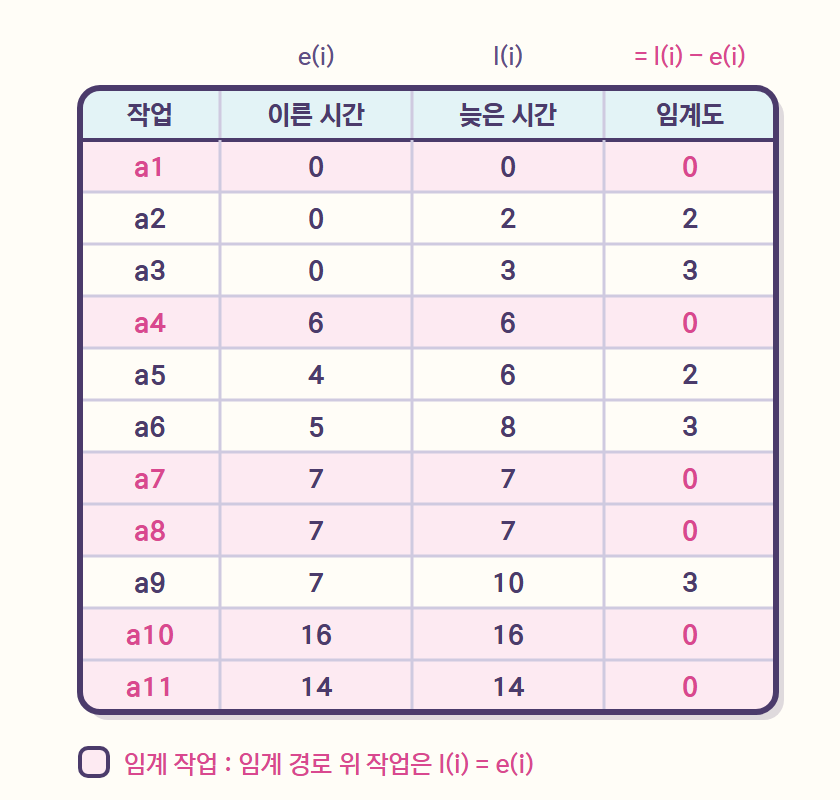 e(i) l(i) = l(i) − e(i)
작업 이른 시간 늦은 시간 임계도
a1 0 0 0
a2 0 2 2
a3 0 3 3
a4 6 6 0
a5 4 6 2
a6 5 8 3
a7 7 7 0
a8 7 7 0
a9 7 10 3
a10 16 16 0
a11 14 14 0
임계 작업 : 임계 경로 위 작업은 l(i) = e(i)